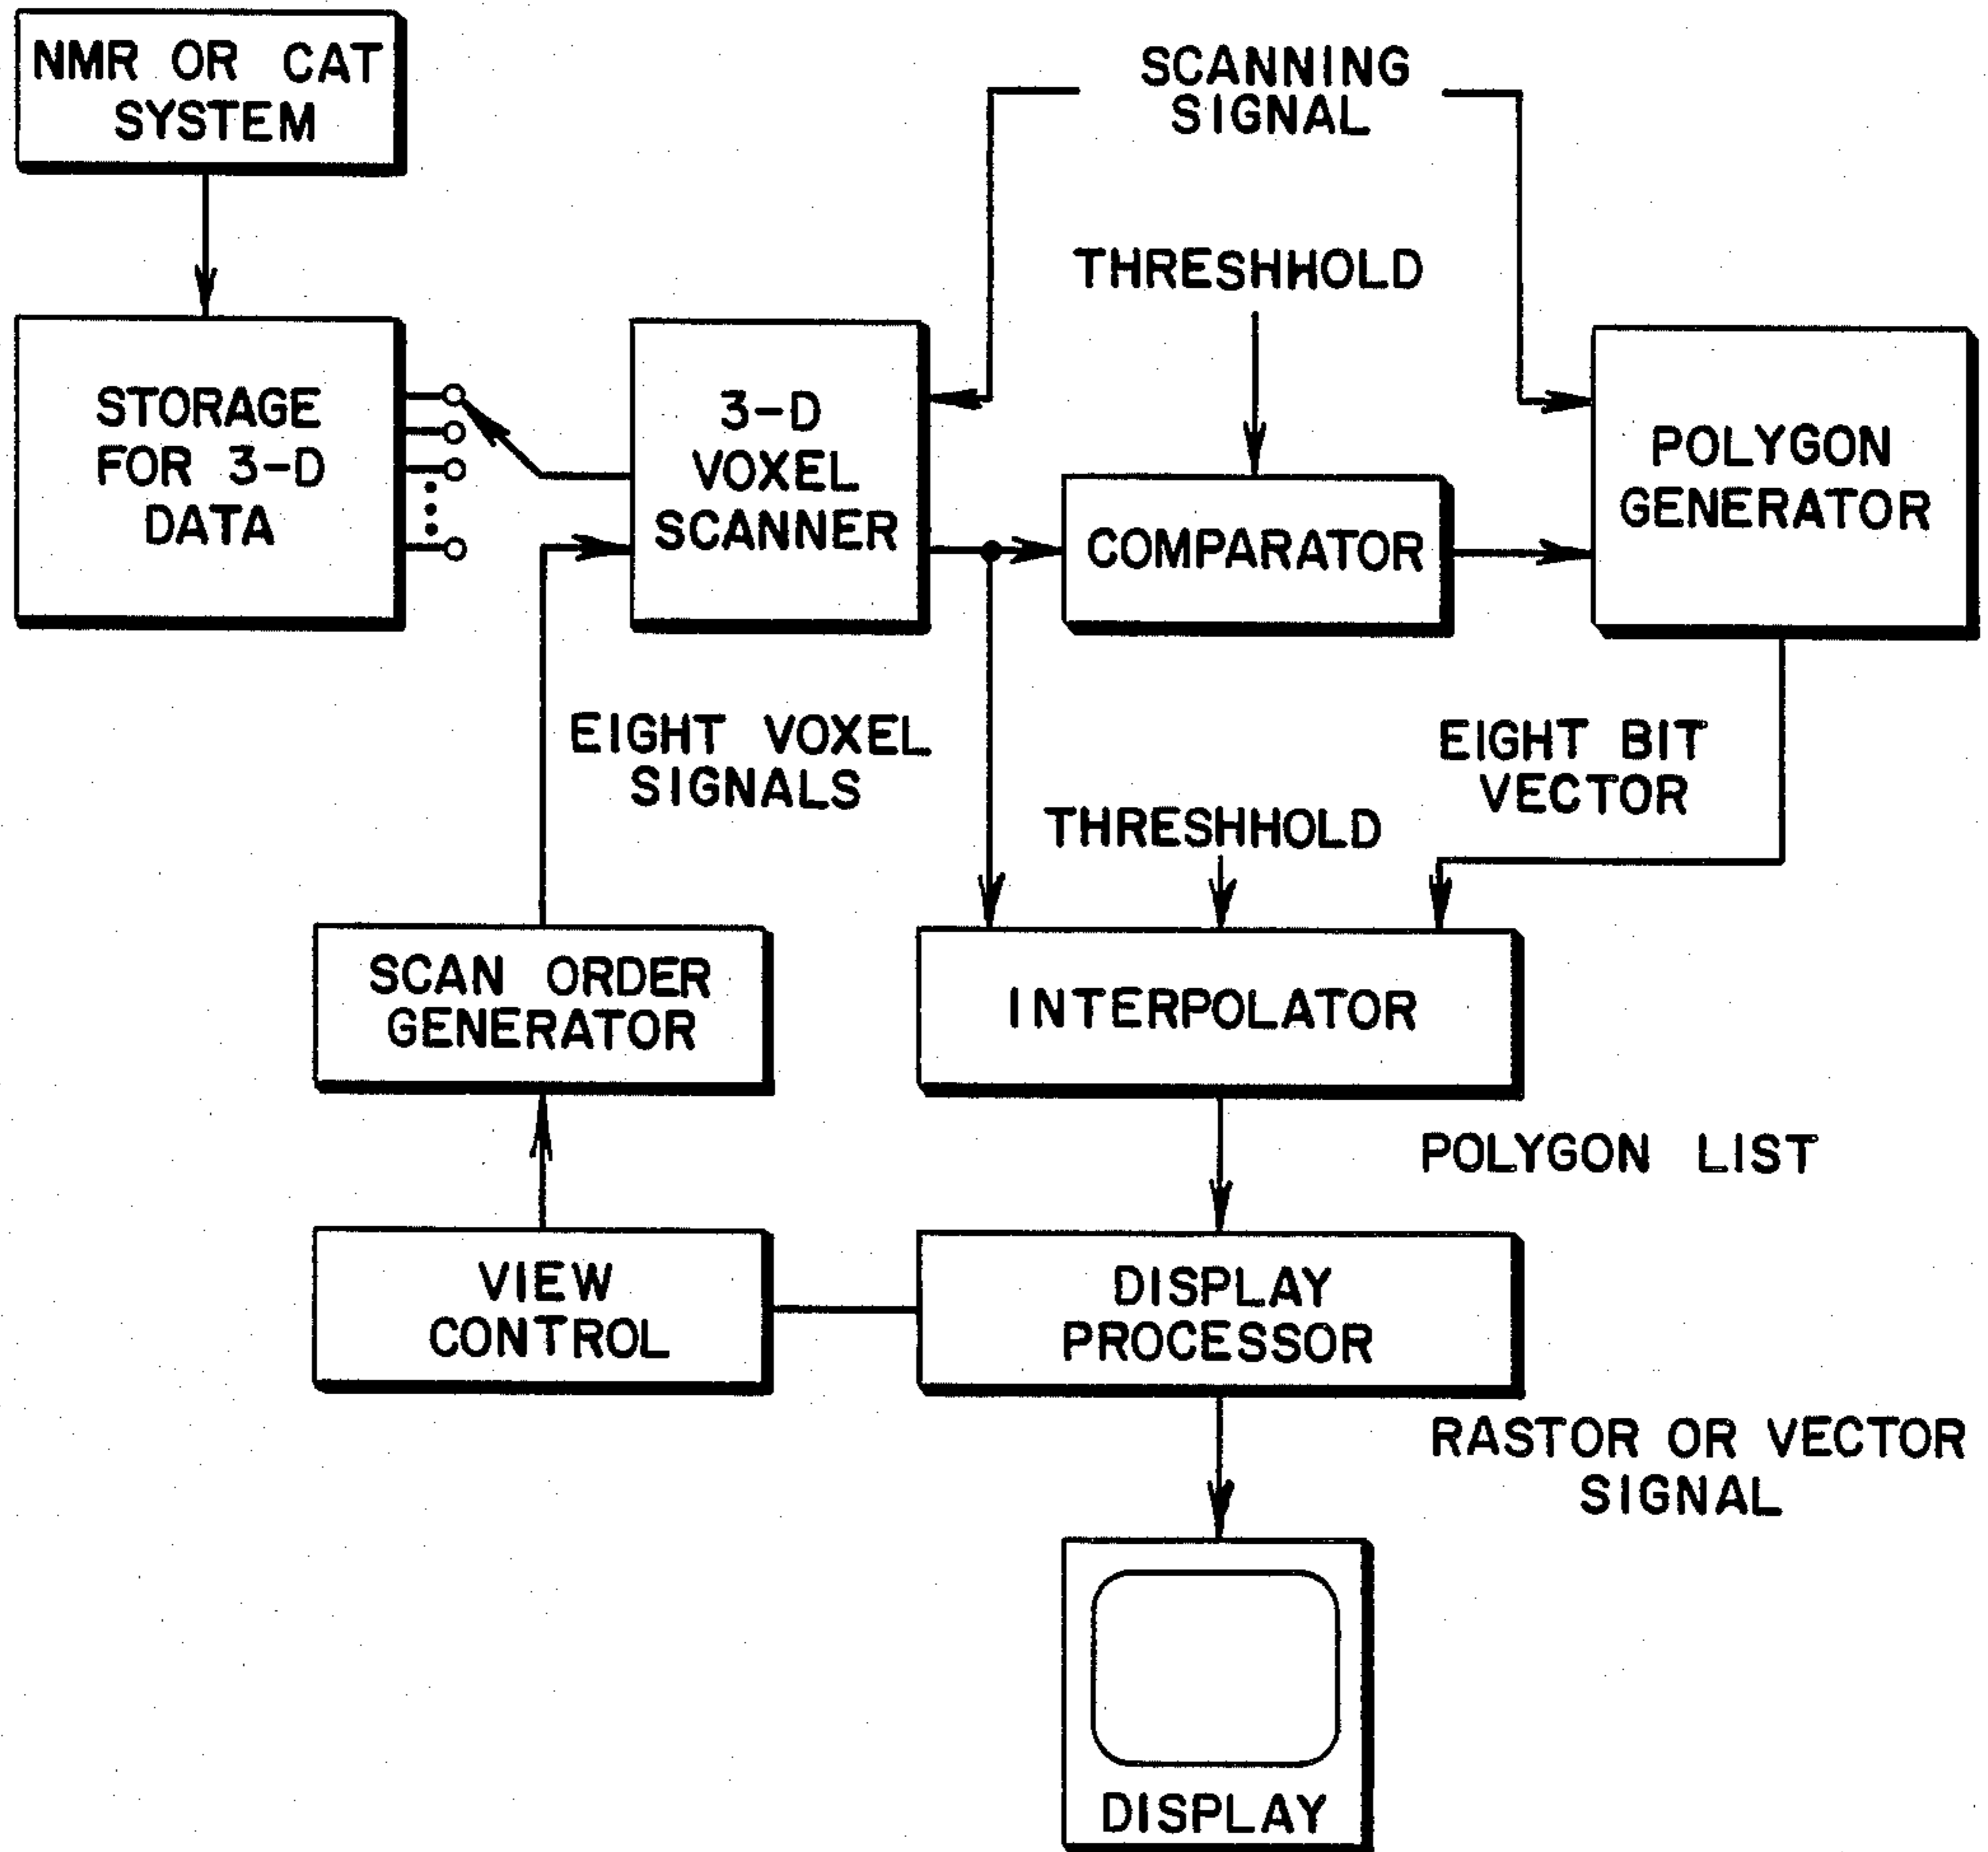 NMR OR CAT
SYSTEM
SCANNING
SIGNAL
THRESHHOLD
STORAGE
FOR 3-D
DATA
3-D
VOXEL
SCANNER
COMPARATOR
POLYGON
GENERATOR
EIGHT VOXEL
SIGNALS
EIGHT BIT
VECTOR
THRESHHOLD
SCAN ORDER
GENERATOR
INTERPOLATOR
POLYGON LIST
VIEW
CONTROL
DISPLAY
PROCESSOR
RASTOR OR VECTOR
SIGNAL
DISPLAY